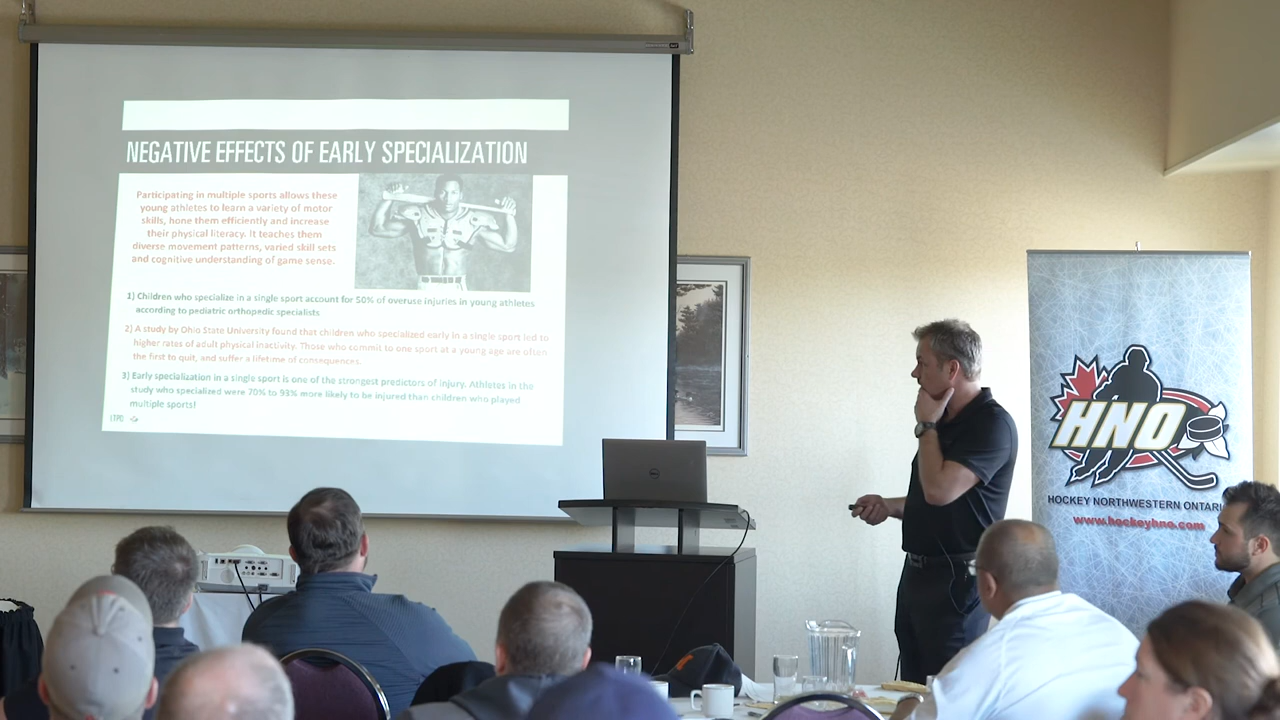 NEGATIVE EFFECTS OF EARLY SPECIALIZATION
Participating in multiple sports allows these
young athletes to learn a variety of motor
skills, hone them efficiently and increase
their physical literacy. It teaches them
diverse movement patterns, varied skill sets
and cognitive understanding of game sense.
1) Children who specialize in a single sport account for 50% of overuse injuries in young athletes
according to pediatric orthopedic specialists
2) A study by Ohio State University found that children who specialized early in a single sport led to
higher rates of adult physical inactivity. Those who commit to one sport at a young age are often
the first to quit, and suffer a lifetime of consequences.
3) Early specialization in a single sport is one of the strongest predictors of injury. Athletes in the
study who specialized were 70% to 93% more likely to be injured than children who played
multiple sports!
HNO
HOCKEY NORTHWESTERN ONTARI
www.hockeyhno.com